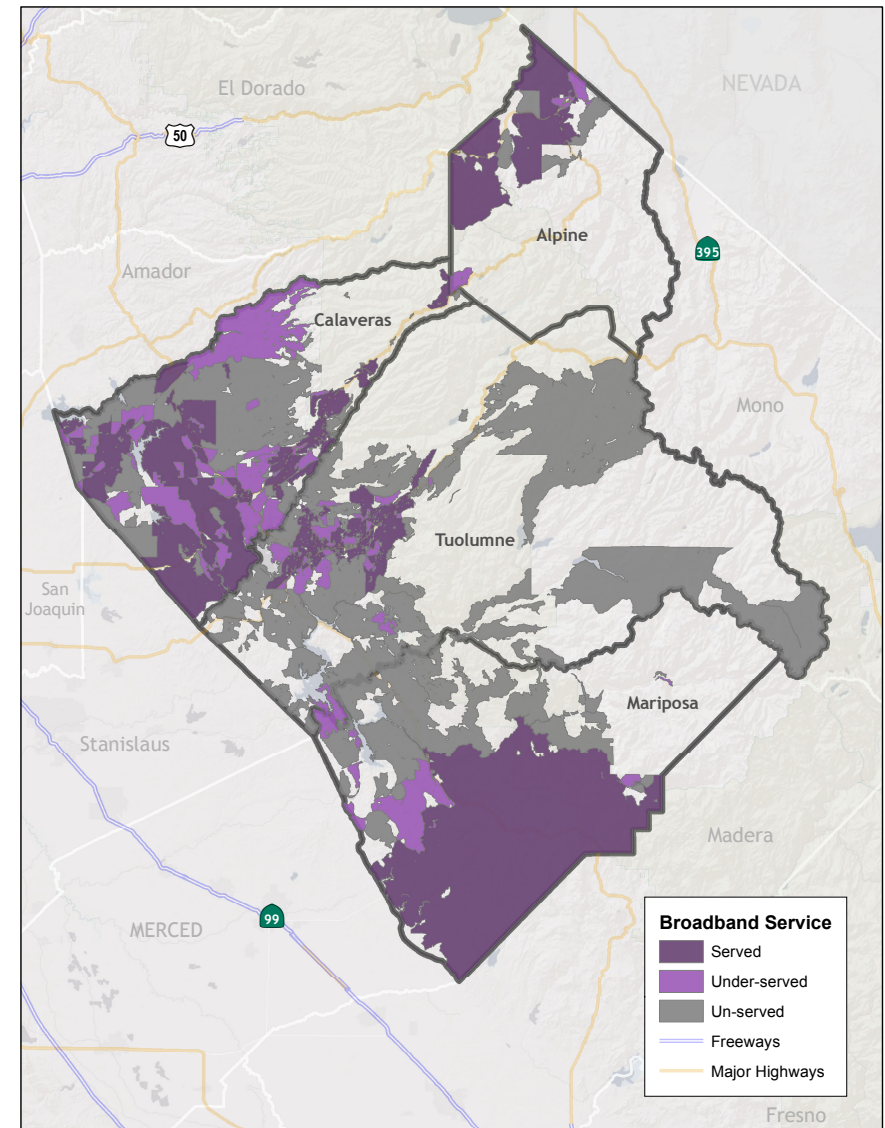 El Dorado
NEVADA
50
Alpine
395
Amador
Calaveras
Mono
Tuolumne
San
Joaquin
Mariposa
Stanislaus
Madera
99
MERCED
Broadband Service
Served
Under-served
Un-served
Freeways
Major Highways
Fresno